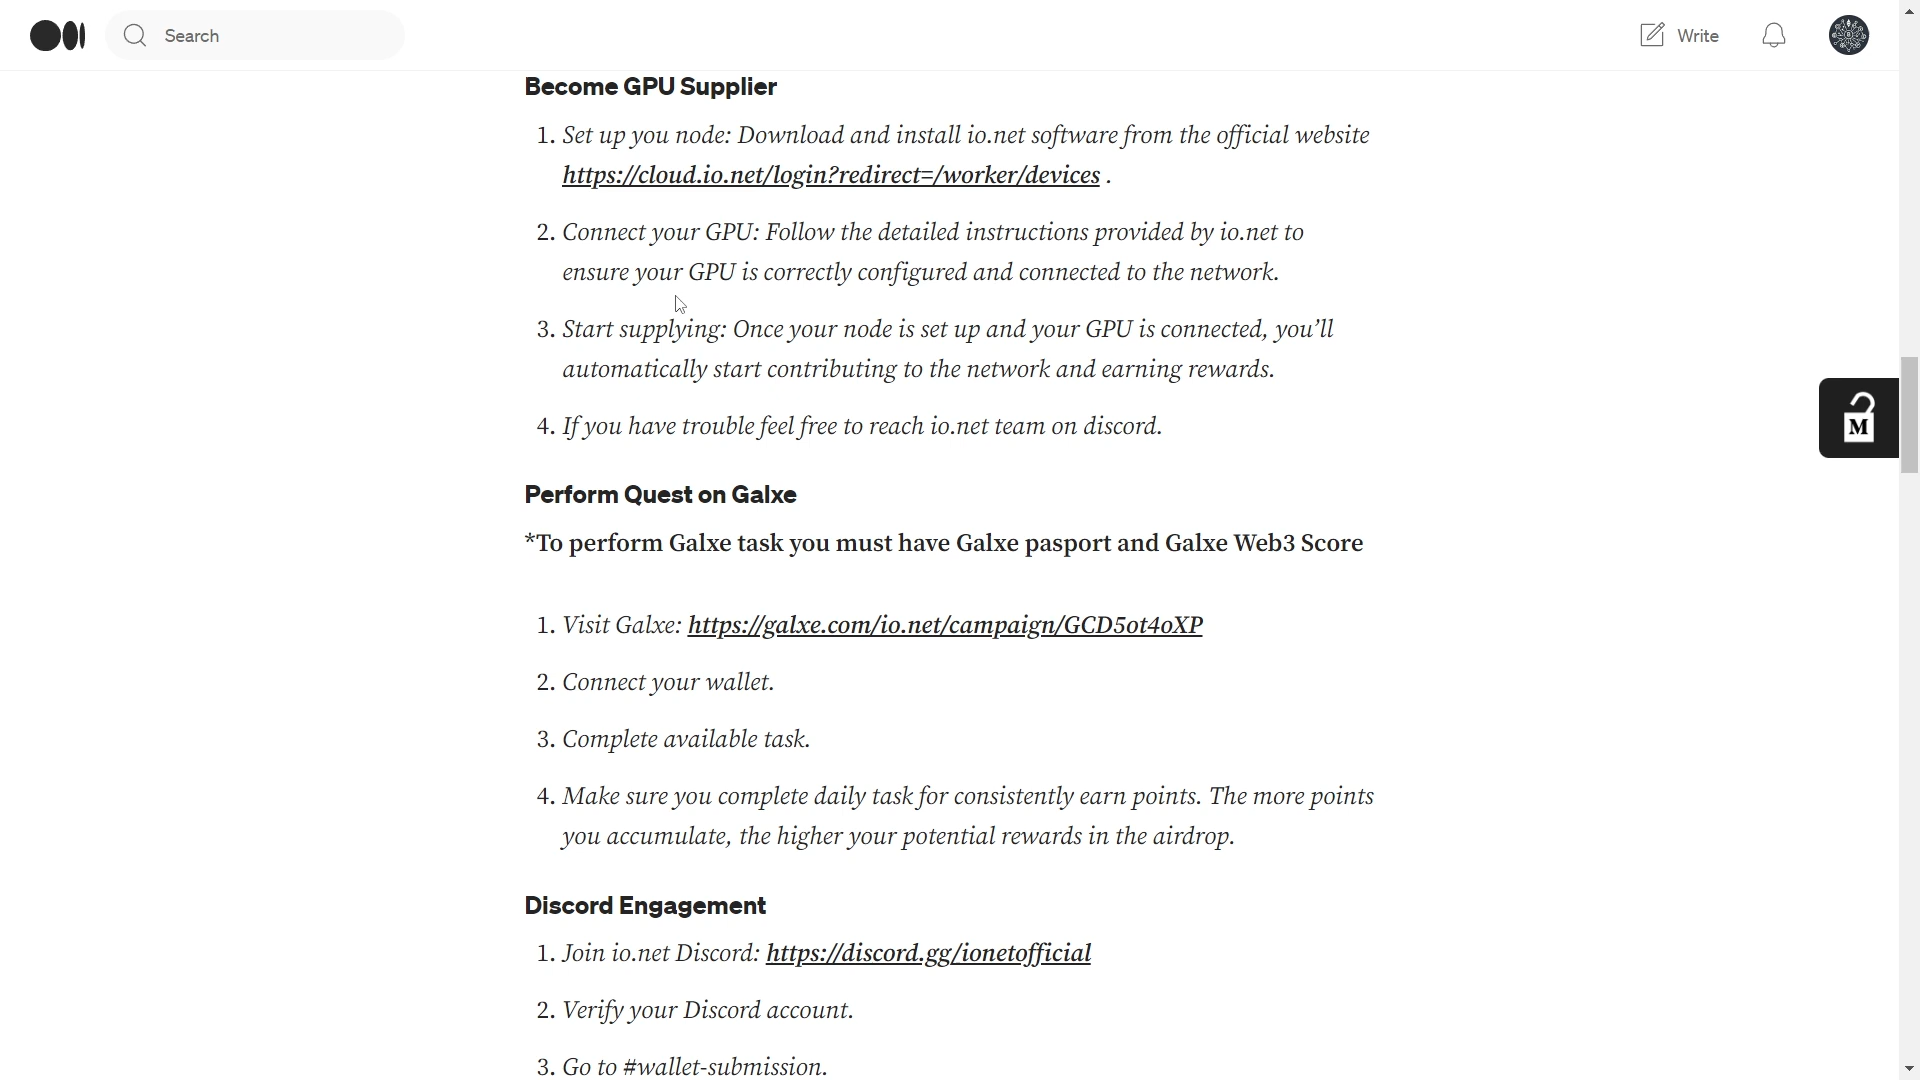 Search
Write
Become GPU Supplier
1. Set up you node: Download and install io.net software from the official website
https://cloud.io.net/login?redirect=/worker/devices .
2. Connect your GPU: Follow the detailed instructions provided by io.net to
ensure your GPU is correctly configured and connected to the network.
3. Start supplying: Once your node is set up and your GPU is connected, you’ll
automatically start contributing to the network and earning rewards.
4. If you have trouble feel free to reach io.net team on discord.
M
Perform Quest on Galxe
*To perform Galxe task you must have Galxe pasport and Galxe Web3 Score
1. Visit Galxe: https://galxe.com/io.net/campaign/GCD5ot4oXP
2. Connect your wallet.
3. Complete available task.
4. Make sure you complete daily task for consistently earn points. The more points
you accumulate, the higher your potential rewards in the airdrop.
Discord Engagement
1. Join io.net Discord: https://discord.gg/ionetofficial
2. Verify your Discord account.
3. Go to #wallet-submission.